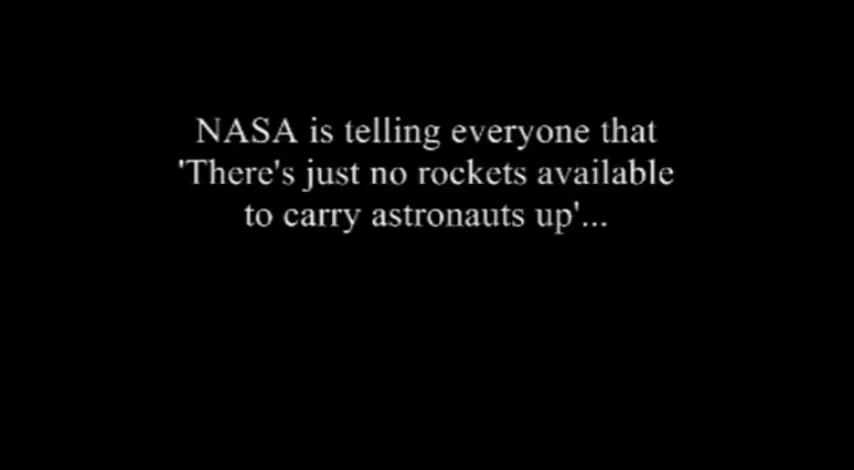 NASA is telling everyone that
'There's just no rockets available
to carry astronauts up'...